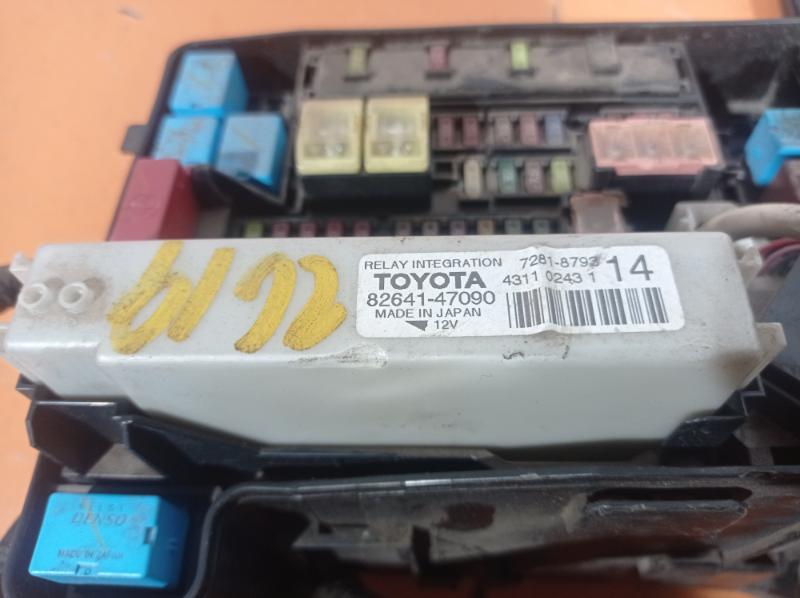 RELAY INTEGRATION 7281-8793
TOYOTA 4311 0243 1 14
82641-47090
MADE IN JAPAN
12V
DENSO
MADE IN JAPAN